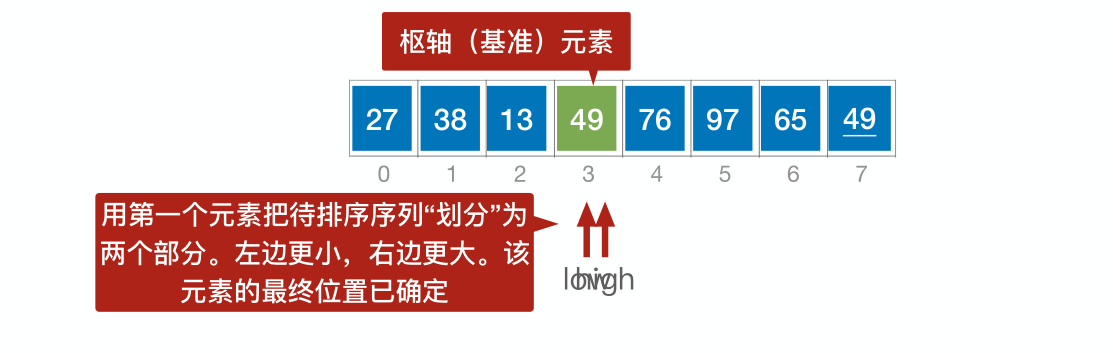 枢轴（基准）元素
27 38 13 49 76 97 65 49
0 1 2 3 4 5 6 7
用第一个元素把待排序序列“划分”为
两个部分。左边更小，右边更大。该
元素的最终位置已确定
low high